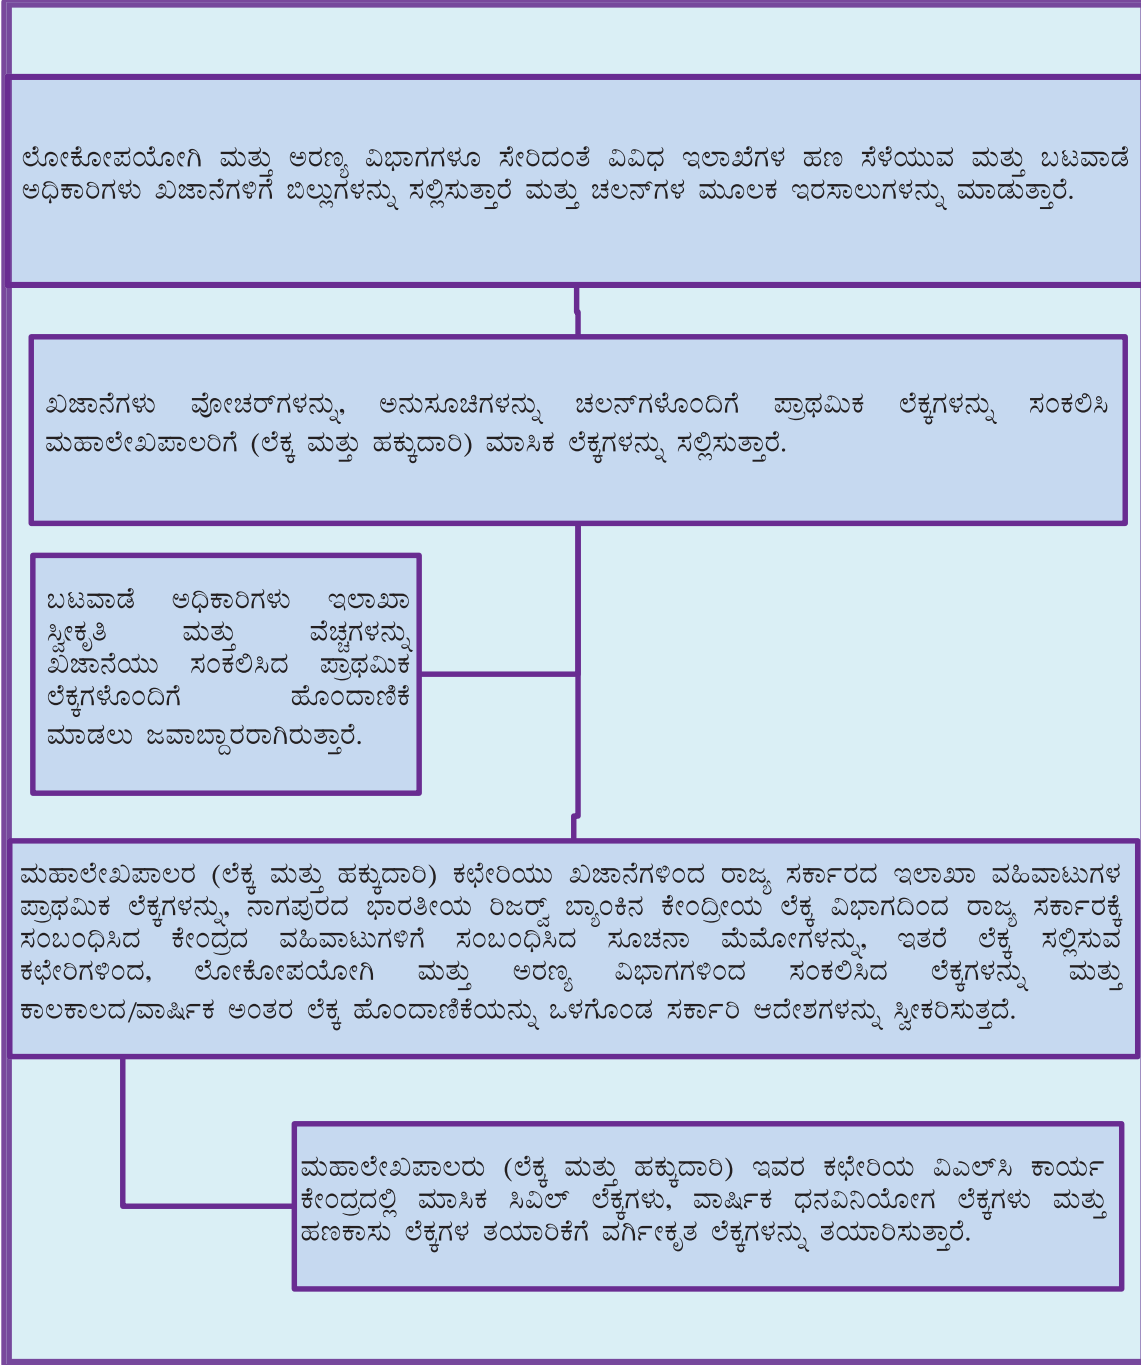 ಲೋಕೋಪಯೋಗಿ ಮತ್ತು ಅರಣ್ಯ ವಿಭಾಗಗಳೂ ಸೇರಿದಂತೆ ವಿವಿಧ ಇಲಾಖೆಗಳ ಹಣ ಸೆಳೆಯುವ ಮತ್ತು ಬಟವಾಡೆ
ಅಧಿಕಾರಿಗಳು ಖಜಾನೆಗಳಿಗೆ ಬಿಲ್ಲುಗಳನ್ನು ಸಲ್ಲಿಸುತ್ತಾರೆ ಮತ್ತು ಚಲನ್‌ಗಳ ಮೂಲಕ ಇರಸಾಲುಗಳನ್ನು ಮಾಡುತ್ತಾರೆ.
ಖಜಾನೆಗಳು ವೋಚರ್‌ಗಳನ್ನು, ಅನುಸೂಚಿಗಳನ್ನು ಚಲನ್‌ಗಳೊಂದಿಗೆ ಪ್ರಾಥಮಿಕ ಲೆಕ್ಕಗಳನ್ನು ಸಂಕಲಿಸಿ
ಮಹಾಲೇಖಪಾಲರಿಗೆ (ಲೆಕ್ಕ ಮತ್ತು ಹಕ್ಕುದಾರಿ) ಮಾಸಿಕ ಲೆಕ್ಕಗಳನ್ನು ಸಲ್ಲಿಸುತ್ತಾರೆ.
ಬಟವಾಡೆ ಅಧಿಕಾರಿಗಳು ಇಲಾಖಾ
ಸ್ವೀಕೃತಿ ಮತ್ತು ವೆಚ್ಚಗಳನ್ನು
ಖಜಾನೆಯು ಸಂಕಲಿಸಿದ ಪ್ರಾಥಮಿಕ
ಲೆಕ್ಕಗಳೊಂದಿಗೆ ಹೊಂದಾಣಿಕೆ
ಮಾಡಲು ಜವಾಬ್ದಾರರಾಗಿರುತ್ತಾರೆ.
ಮಹಾಲೇಖಪಾಲರ (ಲೆಕ್ಕ ಮತ್ತು ಹಕ್ಕುದಾರಿ) ಕಛೇರಿಯು ಖಜಾನೆಗಳಿಂದ ರಾಜ್ಯ ಸರ್ಕಾರದ ಇಲಾಖಾ ವಹಿವಾಟುಗಳ
ಪ್ರಾಥಮಿಕ ಲೆಕ್ಕಗಳನ್ನು, ನಾಗಪುರದ ಭಾರತೀಯ ರಿಜರ್ವ್ ಬ್ಯಾಂಕಿನ ಕೇಂದ್ರೀಯ ಲೆಕ್ಕ ವಿಭಾಗದಿಂದ ರಾಜ್ಯ ಸರ್ಕಾರಕ್ಕೆ
ಸಂಬಂಧಿಸಿದ ಕೇಂದ್ರದ ವಹಿವಾಟುಗಳಿಗೆ ಸಂಬಂಧಿಸಿದ ಸೂಚನಾ ಮೆಮೋಗಳನ್ನು, ಇತರೆ ಲೆಕ್ಕ ಸಲ್ಲಿಸುವ
ಕಛೇರಿಗಳಿಂದ, ಲೋಕೋಪಯೋಗಿ ಮತ್ತು ಅರಣ್ಯ ವಿಭಾಗಗಳಿಂದ ಸಂಕಲಿಸಿದ ಲೆಕ್ಕಗಳನ್ನು ಮತ್ತು
ಕಾಲಕಾಲದ/ವಾರ್ಷಿಕ ಅಂತರ ಲೆಕ್ಕ ಹೊಂದಾಣಿಕೆಯನ್ನು ಒಳಗೊಂಡ ಸರ್ಕಾರಿ ಆದೇಶಗಳನ್ನು ಸ್ವೀಕರಿಸುತ್ತದೆ.
ಮಹಾಲೇಖಪಾಲರು (ಲೆಕ್ಕ ಮತ್ತು ಹಕ್ಕುದಾರಿ) ಇವರ ಕಛೇರಿಯ ವಿಎಲ್‌ಸಿ ಕಾರ್ಯ
ಕೇಂದ್ರದಲ್ಲಿ ಮಾಸಿಕ ಸಿವಿಲ್ ಲೆಕ್ಕಗಳು, ವಾರ್ಷಿಕ ಧನವಿನಿಯೋಗ ಲೆಕ್ಕಗಳು ಮತ್ತು
ಹಣಕಾಸು ಲೆಕ್ಕಗಳ ತಯಾರಿಕೆಗೆ ವರ್ಗೀಕೃತ ಲೆಕ್ಕಗಳನ್ನು ತಯಾರಿಸುತ್ತಾರೆ.